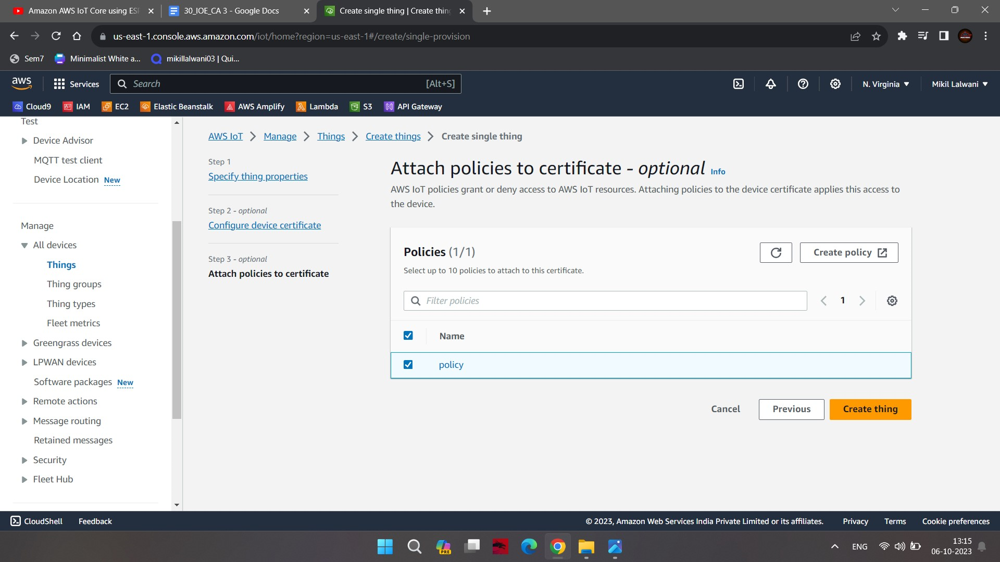 Amazon AWS IoT Core using ESP
30_IOE_CA 3 - Google Docs
Create single thing | Create thing
us-east-1.console.aws.amazon.com/iot/home?region=us-east-1#/create/single-provision
Sem7
Minimalist White a...
mikillalwani03 | Qui...
aws
Services
Search
[Alt+S]
N. Virginia
Mikil Lalwani
Cloud9
IAM
EC2
Elastic Beanstalk
AWS Amplify
Lambda
S3
API Gateway
Test
Device Advisor
MQTT test client
Device Location New
Manage
All devices
Things
Thing groups
Thing types
Fleet metrics
Greengrass devices
LPWAN devices
Software packages New
Remote actions
Message routing
Retained messages
Security
Fleet Hub
AWS IoT
Manage
Things
Create things
Create single thing
Step 1
Specify thing properties
Step 2 - optional
Configure device certificate
Step 3 - optional
Attach policies to certificate
Attach policies to certificate - optional Info
AWS IoT policies grant or deny access to AWS IoT resources. Attaching policies to the device certificate applies this access to
the device.
Policies (1/1)
Create policy
Select up to 10 policies to attach to this certificate.
Filter policies
1
Name
policy
Cancel
Previous
Create thing
CloudShell
Feedback
© 2023, Amazon Web Services India Private Limited or its affiliates.
Privacy
Terms
Cookie preferences
PRE
ENG
13:15
06-10-2023